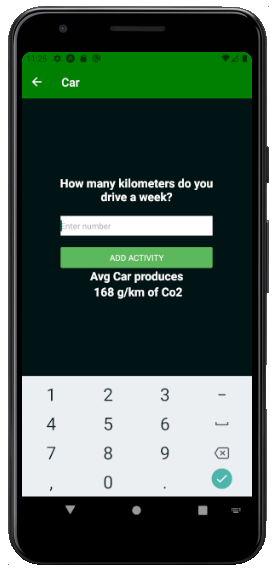 11:25
Car
How many kilometers do you
drive a week?
Enter number
ADD ACTIVITY
Avg Car produces
168 g/km of Co2
1 2 3 –
4 5 6
7 8 9
, 0 .